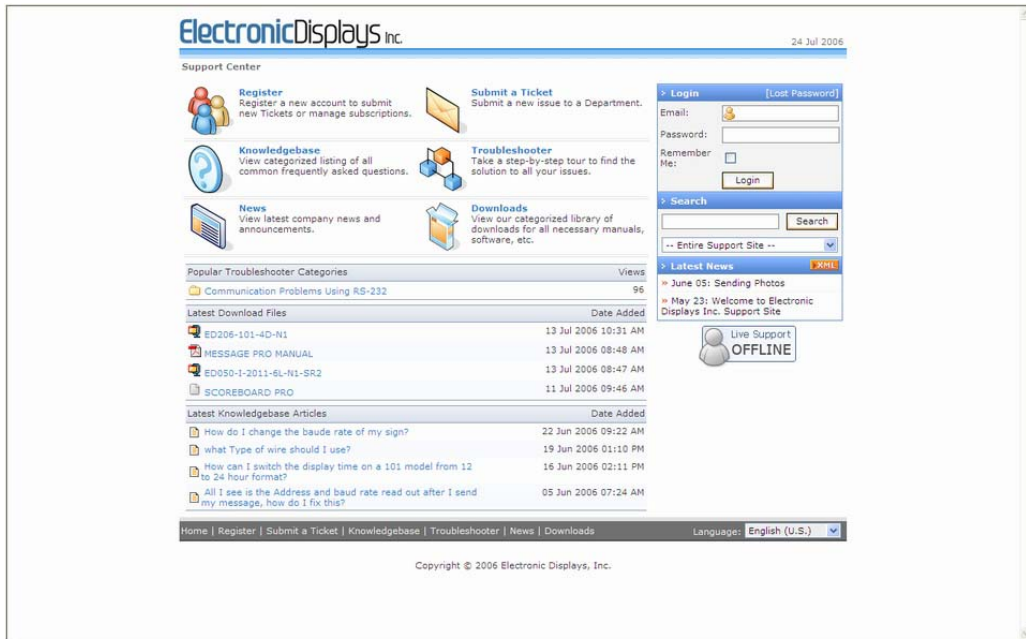 ElectronicDisplays Inc.
24 Jul 2006
Support Center
Register
Register a new account to submit
new Tickets or manage subscriptions.
Submit a Ticket
Submit a new issue to a Department.
Knowledgebase
View categorized listing of all
common frequently asked questions.
Troubleshooter
Take a step-by-step tour to find the
solution to all your issues.
News
View latest company news and
announcements.
Downloads
View our categorized library of
downloads for all necessary manuals,
software, etc.
Popular Troubleshooter Categories Views
Communication Problems Using RS-232 96
Latest Download Files Date Added
ED206-101-4D-N1 13 Jul 2006 10:31 AM
MESSAGE PRO MANUAL 13 Jul 2006 08:48 AM
ED050-I-2011-6L-N1-SR2 13 Jul 2006 08:47 AM
SCOREBOARD PRO 11 Jul 2006 09:46 AM
Latest Knowledgebase Articles Date Added
How do I change the baude rate of my sign? 22 Jun 2006 09:22 AM
what Type of wire should I use? 19 Jun 2006 01:10 PM
How can I switch the display time on a 101 model from 12
to 24 hour format? 16 Jun 2006 02:11 PM
All I see is the Address and baud rate read out after I send
my message, how do I fix this? 05 Jun 2006 07:24 AM
> Login [Lost Password]
Email:
Password:
Remember
Me:
Login
> Search
Search
-- Entire Support Site --
> Latest News XML
» June 05: Sending Photos
» May 23: Welcome to Electronic
Displays Inc. Support Site
Live Support
OFFLINE
Home | Register | Submit a Ticket | Knowledgebase | Troubleshooter | News | Downloads Language: English (U.S.)
Copyright © 2006 Electronic Displays, Inc.